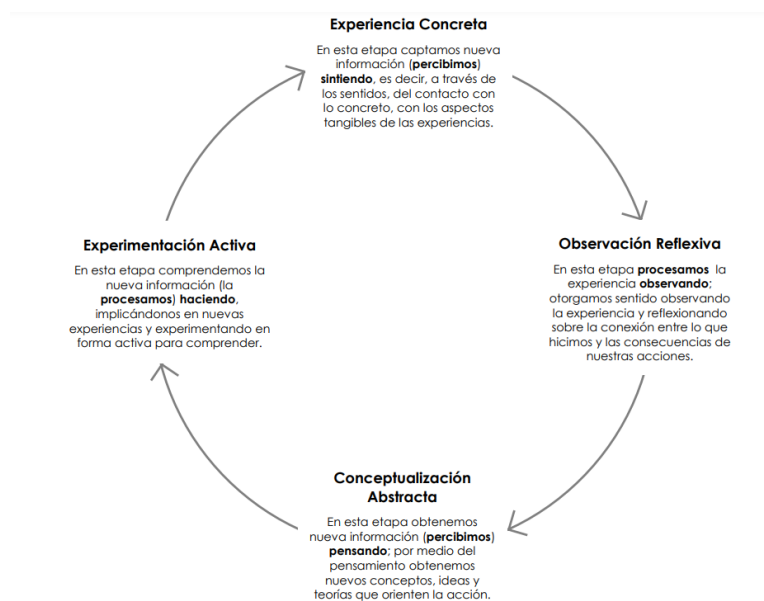 Experiencia Concreta
En esta etapa captamos nueva
información (percibimos)
sintiendo, es decir, a través de
los sentidos, del contacto con
lo concreto, con los aspectos
tangibles de las experiencias.
Observación Reflexiva
En esta etapa procesamos la
experiencia observando;
otorgamos sentido observando
la experiencia y reflexionando
sobre la conexión entre lo que
hicimos y las consecuencias de
nuestras acciones.
Conceptualización
Abstracta
En esta etapa obtenemos
nueva información (percibimos)
pensando; por medio del
pensamiento obtenemos
nuevos conceptos, ideas y
teorías que orienten la acción.
Experimentación Activa
En esta etapa comprendemos la
nueva información (la
procesamos) haciendo,
implicándonos en nuevas
experiencias y experimentando en
forma activa para comprender.